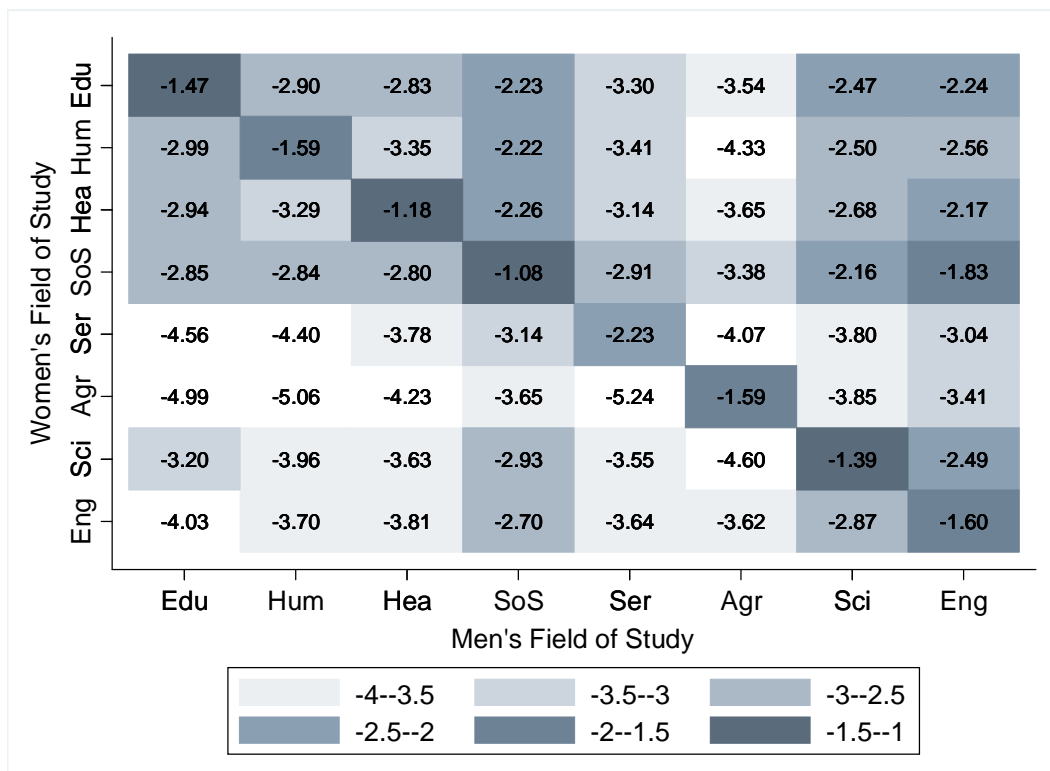 Women's Field of Study
Edu -1.47 -2.90 -2.83 -2.23 -3.30 -3.54 -2.47 -2.24
Hum -2.99 -1.59 -3.35 -2.22 -3.41 -4.33 -2.50 -2.56
Hea -2.94 -3.29 -1.18 -2.26 -3.14 -3.65 -2.68 -2.17
SoS -2.85 -2.84 -2.80 -1.08 -2.91 -3.38 -2.16 -1.83
Ser -4.56 -4.40 -3.78 -3.14 -2.23 -4.07 -3.80 -3.04
Agr -4.99 -5.06 -4.23 -3.65 -5.24 -1.59 -3.85 -3.41
Sci -3.20 -3.96 -3.63 -2.93 -3.55 -4.60 -1.39 -2.49
Eng -4.03 -3.70 -3.81 -2.70 -3.64 -3.62 -2.87 -1.60
Edu Hum Hea SoS Ser Agr Sci Eng
Men's Field of Study
-4--3.5 -3.5--3 -3--2.5
-2.5--2 -2--1.5 -1.5--1